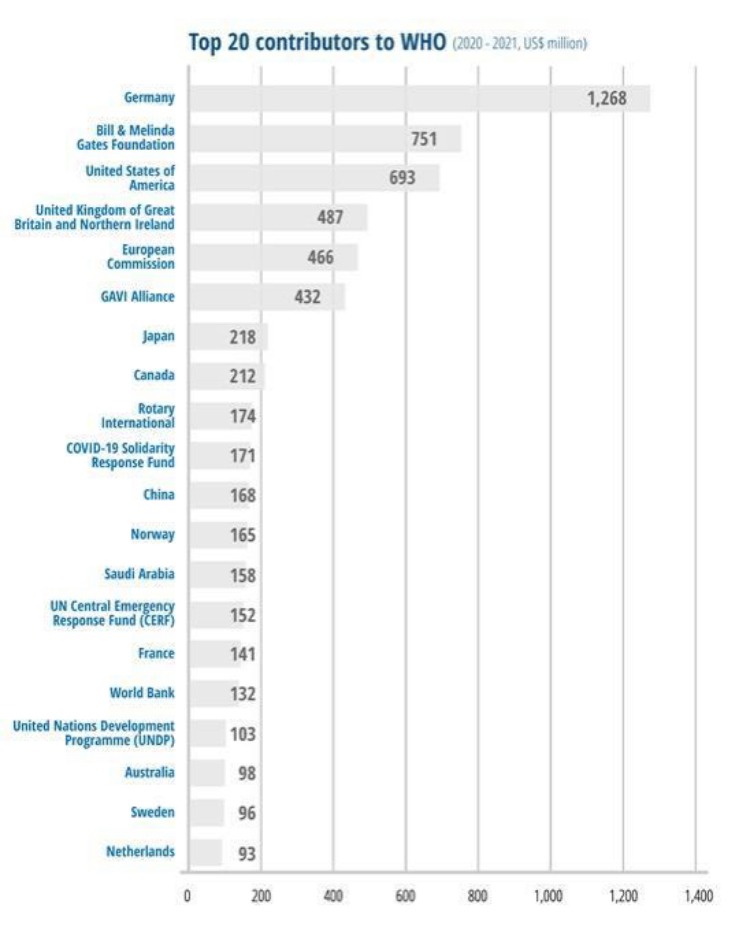 Top 20 contributors to WHO (2020 - 2021, US$ million)
Germany 1,268
Bill & Melinda
Gates Foundation 751
United States of
America 693
United Kingdom of Great
Britain and Northern Ireland 487
European
Commission 466
GAVI Alliance 432
Japan 218
Canada 212
Rotary
International 174
COVID-19 Solidarity
Response Fund 171
China 168
Norway 165
Saudi Arabia 158
UN Central Emergency
Response Fund (CERF) 152
France 141
World Bank 132
United Nations Development
Programme (UNDP) 103
Australia 98
Sweden 96
Netherlands 93
0 200 400 600 800 1,000 1,200 1,400